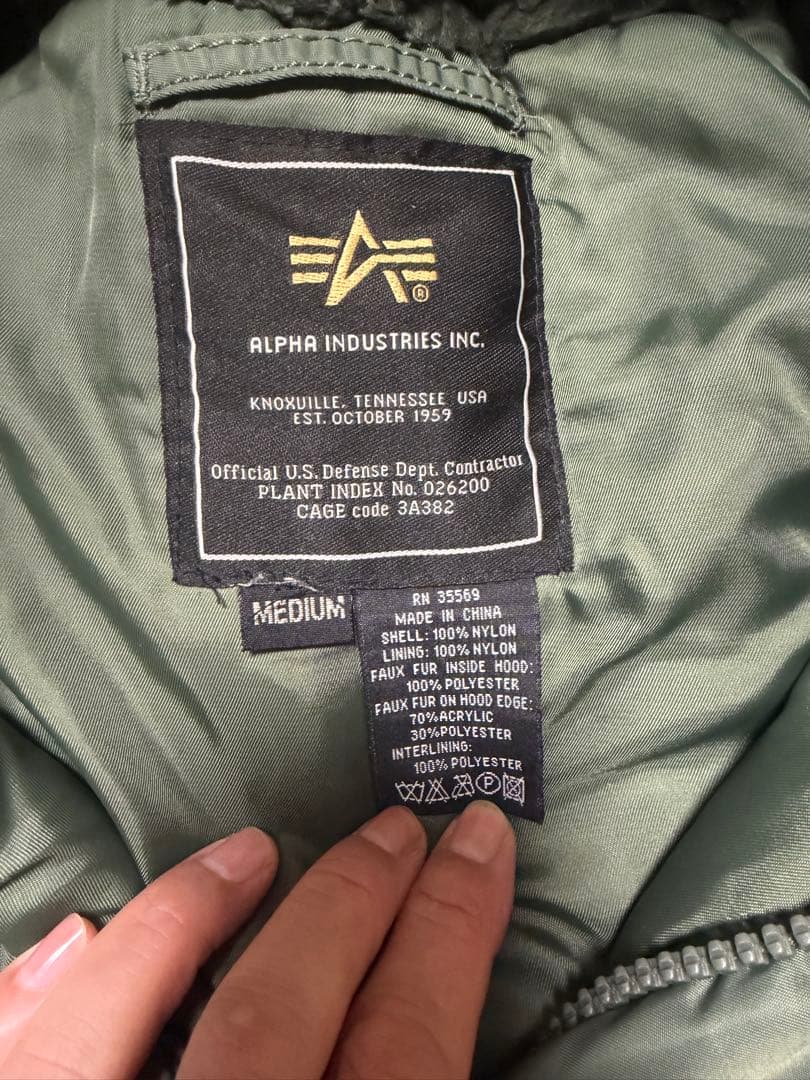 ®
ALPHA INDUSTRIES INC.
KNOXVILLE, TENNESSEE USA
EST. OCTOBER 1959
Official U.S. Defense Dept. Contractor
PLANT INDEX No. 026200
CAGE code 3A382
MEDIUM
RN 35569
MADE IN CHINA
SHELL: 100% NYLON
LINING: 100% NYLON
FAUX FUR INSIDE HOOD:
100% POLYESTER
FAUX FUR ON HOOD EDGE:
70% ACRYLIC
30% POLYESTER
INTERLINING:
100% POLYESTER
P